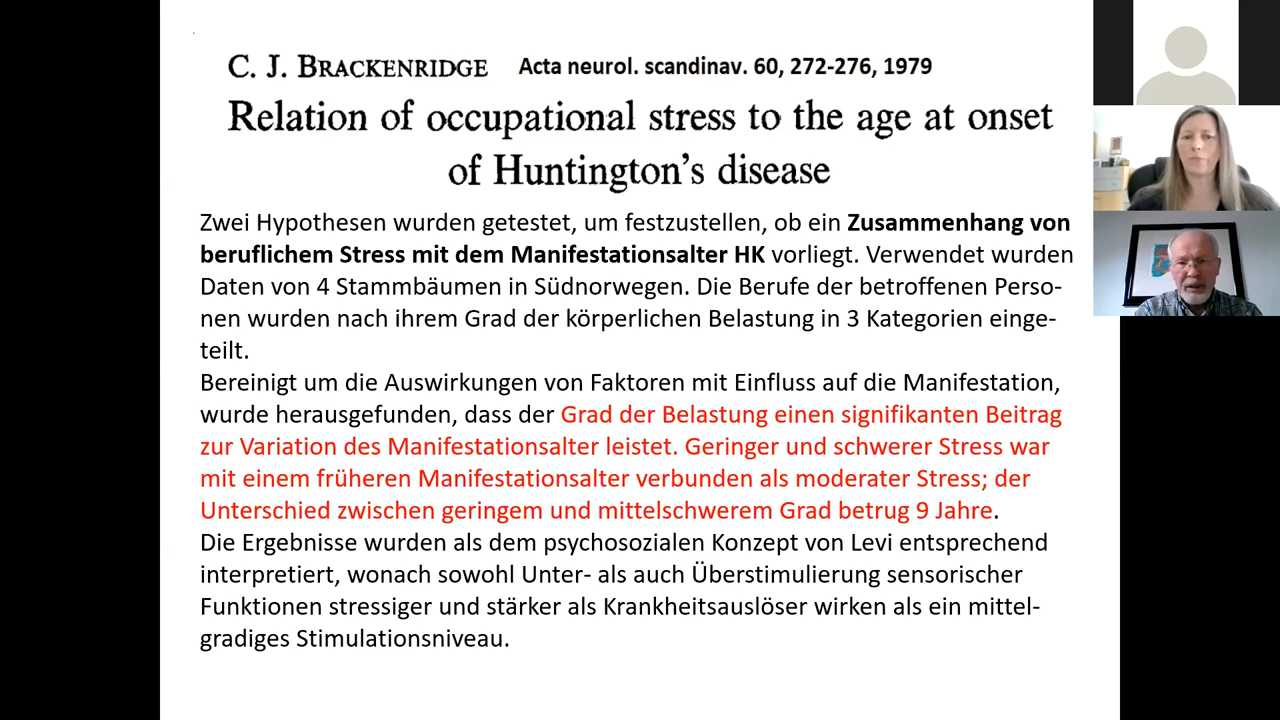 C. J. BRACKENRIDGE Acta neurol. scandinav. 60, 272-276, 1979
Relation of occupational stress to the age at onset
of Huntington's disease
Zwei Hypothesen wurden getestet, um festzustellen, ob ein Zusammenhang von
beruflichem Stress mit dem Manifestationsalter HK vorliegt. Verwendet wurden
Daten von 4 Stammbäumen in Südnorwegen. Die Berufe der betroffenen Perso-
nen wurden nach ihrem Grad der körperlichen Belastung in 3 Kategorien einge-
teilt.
Bereinigt um die Auswirkungen von Faktoren mit Einfluss auf die Manifestation,
wurde herausgefunden, dass der Grad der Belastung einen signifikanten Beitrag
zur Variation des Manifestationsalter leistet. Geringer und schwerer Stress war
mit einem früheren Manifestationsalter verbunden als moderater Stress; der
Unterschied zwischen geringem und mittelschwerem Grad betrug 9 Jahre.
Die Ergebnisse wurden als dem psychosozialen Konzept von Levi entsprechend
interpretiert, wonach sowohl Unter- als auch Überstimulierung sensorischer
Funktionen stressiger und stärker als Krankheitsauslöser wirken als ein mittel-
gradiges Stimulationsniveau.